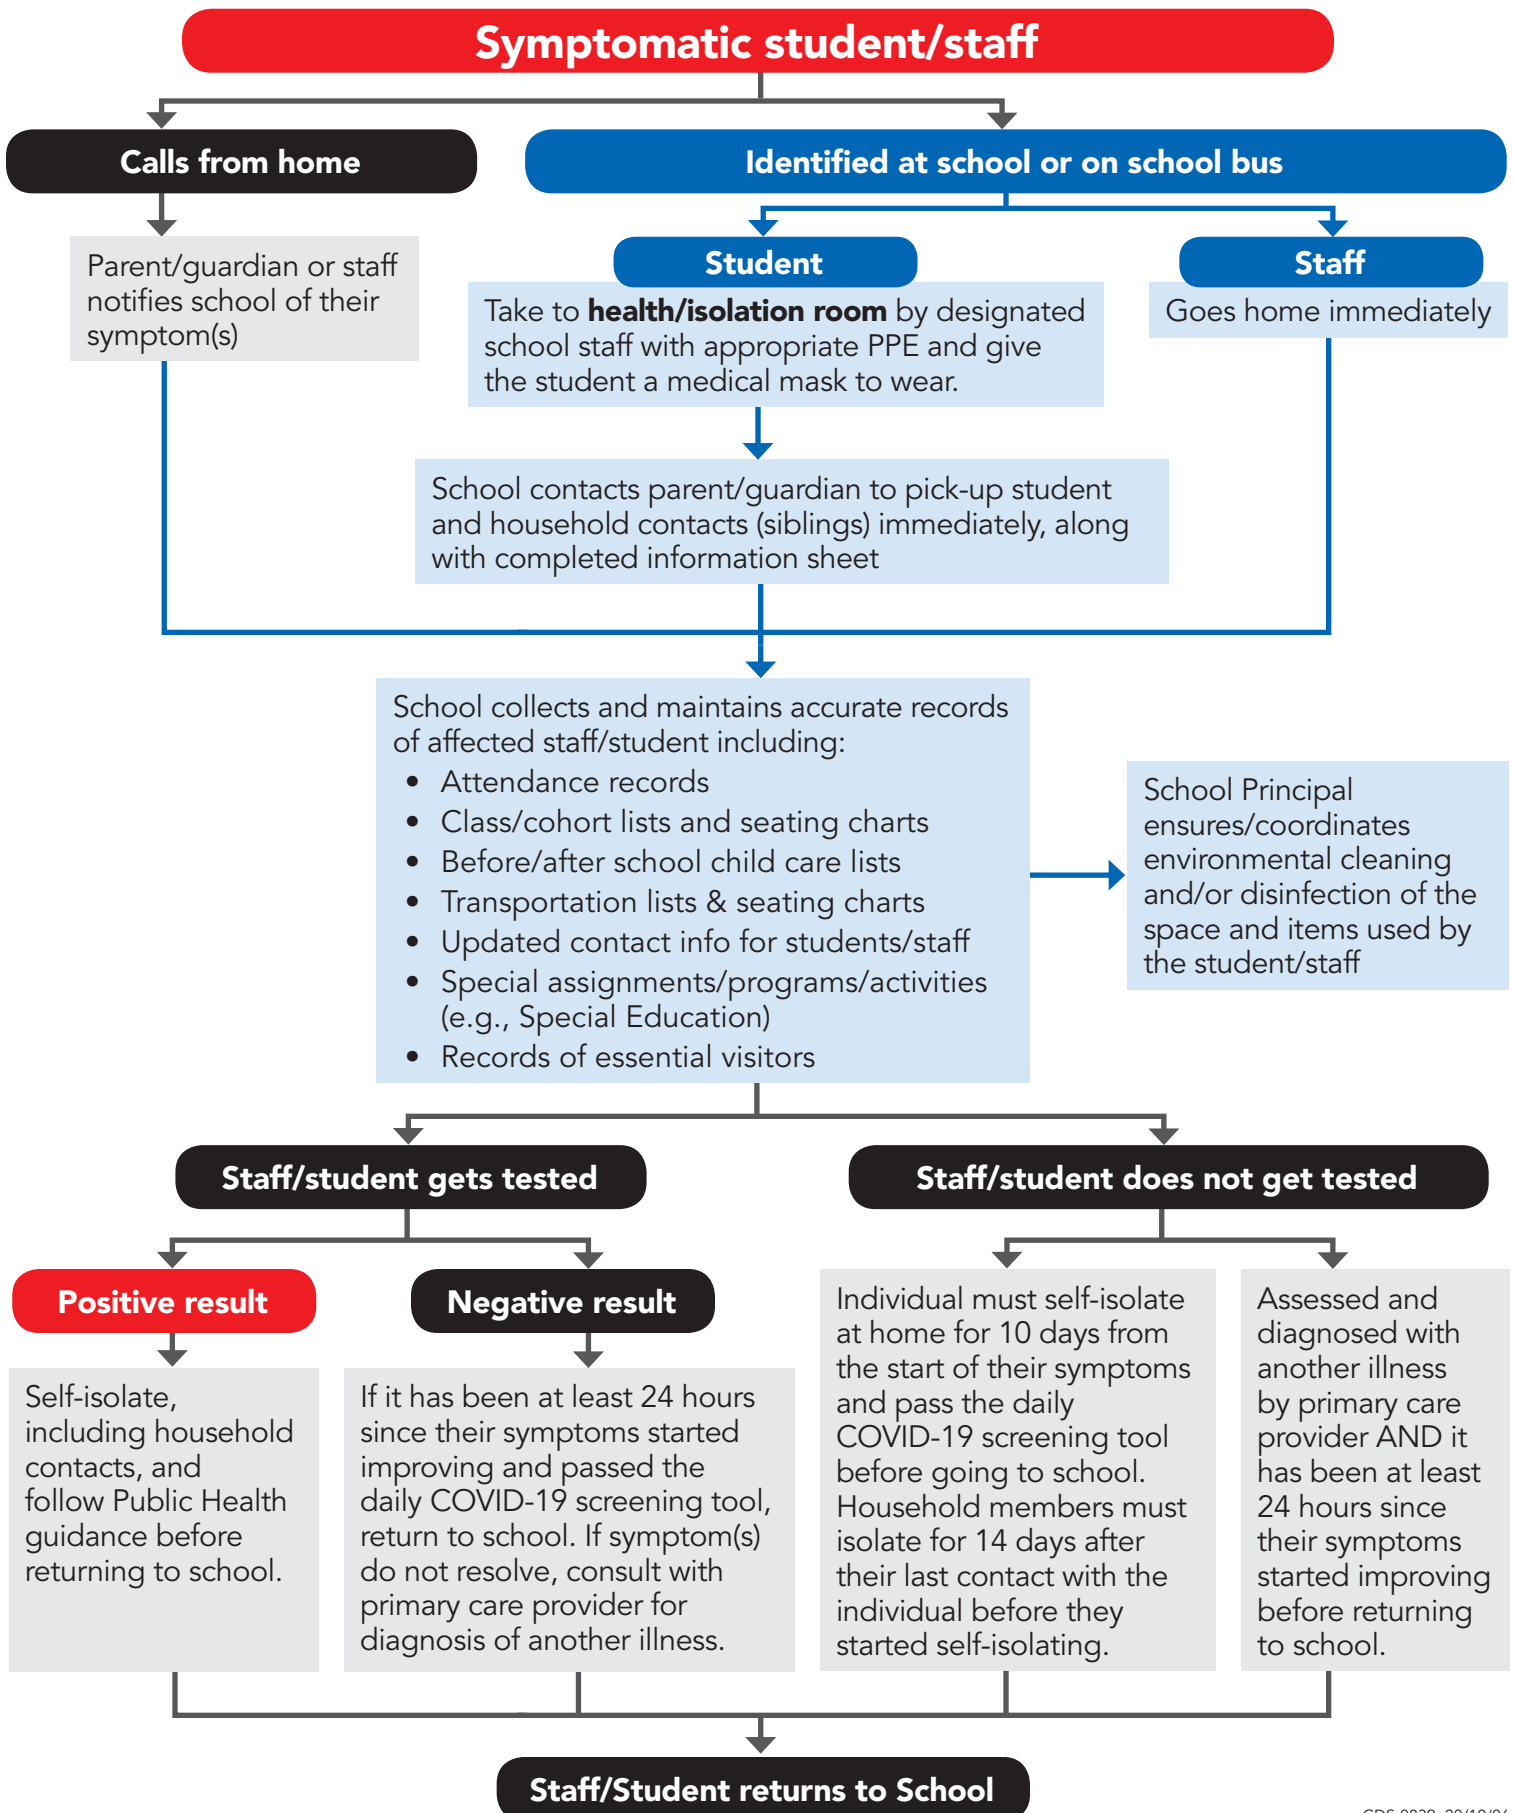 Symptomatic student/staff
Calls from home
Identified at school or on school bus
Parent/guardian or staff
notifies school of their
symptom(s)
Student
Staff
Take to health/isolation room by designated
school staff with appropriate PPE and give
the student a medical mask to wear.
Goes home immediately
School contacts parent/guardian to pick-up student
and household contacts (siblings) immediately, along
with completed information sheet
School collects and maintains accurate records
of affected staff/student including:
• Attendance records
• Class/cohort lists and seating charts
• Before/after school child care lists
• Transportation lists & seating charts
• Updated contact info for students/staff
• Special assignments/programs/activities
(e.g., Special Education)
• Records of essential visitors
School Principal
ensures/coordinates
environmental cleaning
and/or disinfection of the
space and items used by
the student/staff
Staff/student gets tested
Staff/student does not get tested
Positive result
Negative result
Self-isolate,
including household
contacts, and
follow Public Health
guidance before
returning to school.
If it has been at least 24 hours
since their symptoms started
improving and passed the
daily COVID-19 screening tool,
return to school. If symptom(s)
do not resolve, consult with
primary care provider for
diagnosis of another illness.
Individual must self-isolate
at home for 10 days from
the start of their symptoms
and pass the daily
COVID-19 screening tool
before going to school.
Household members must
isolate for 14 days after
their last contact with the
individual before they
started self-isolating.
Assessed and
diagnosed with
another illness
by primary care
provider AND it
has been at least
24 hours since
their symptoms
started improving
before returning
to school.
Staff/Student returns to School